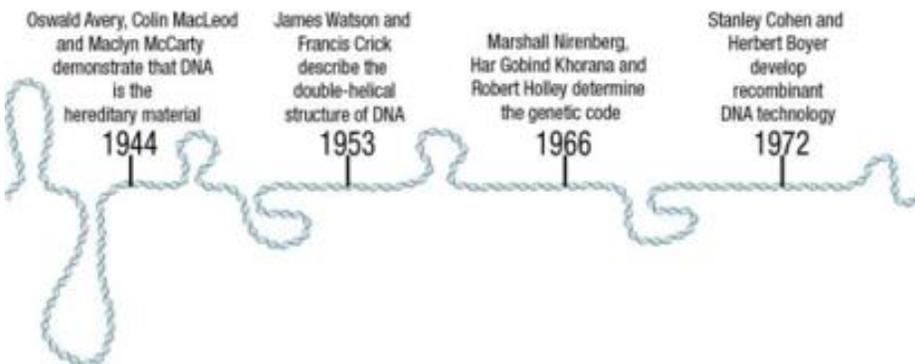 Oswald Avery, Colin MacLeod
and Maclyn McCarty
demonstrate that DNA
is the
hereditary material
1944
James Watson and
Francis Crick
describe the
double-helical
structure of DNA
1953
Marshall Nirenberg,
Har Gobind Khorana and
Robert Holley determine
the genetic code
1966
Stanley Cohen and
Herbert Boyer
develop
recombinant
DNA technology
1972